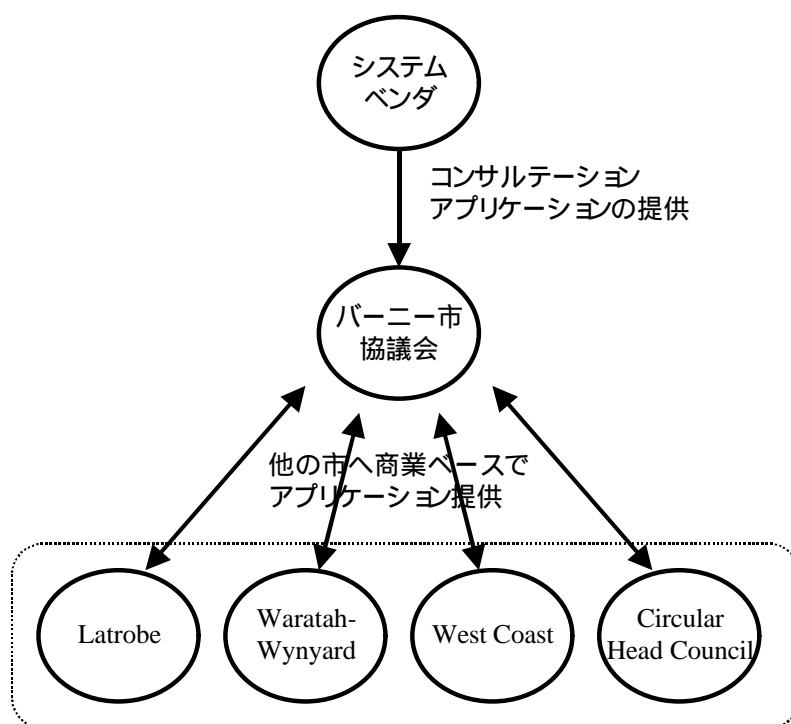 システム
ベンダ
コンサルテーション
アプリケーションの提供
バーニー市
協議会
他の市へ商業ベースで
アプリケーション提供
Latrobe
Waratah-
Wynyard
West Coast
Circular
Head Council